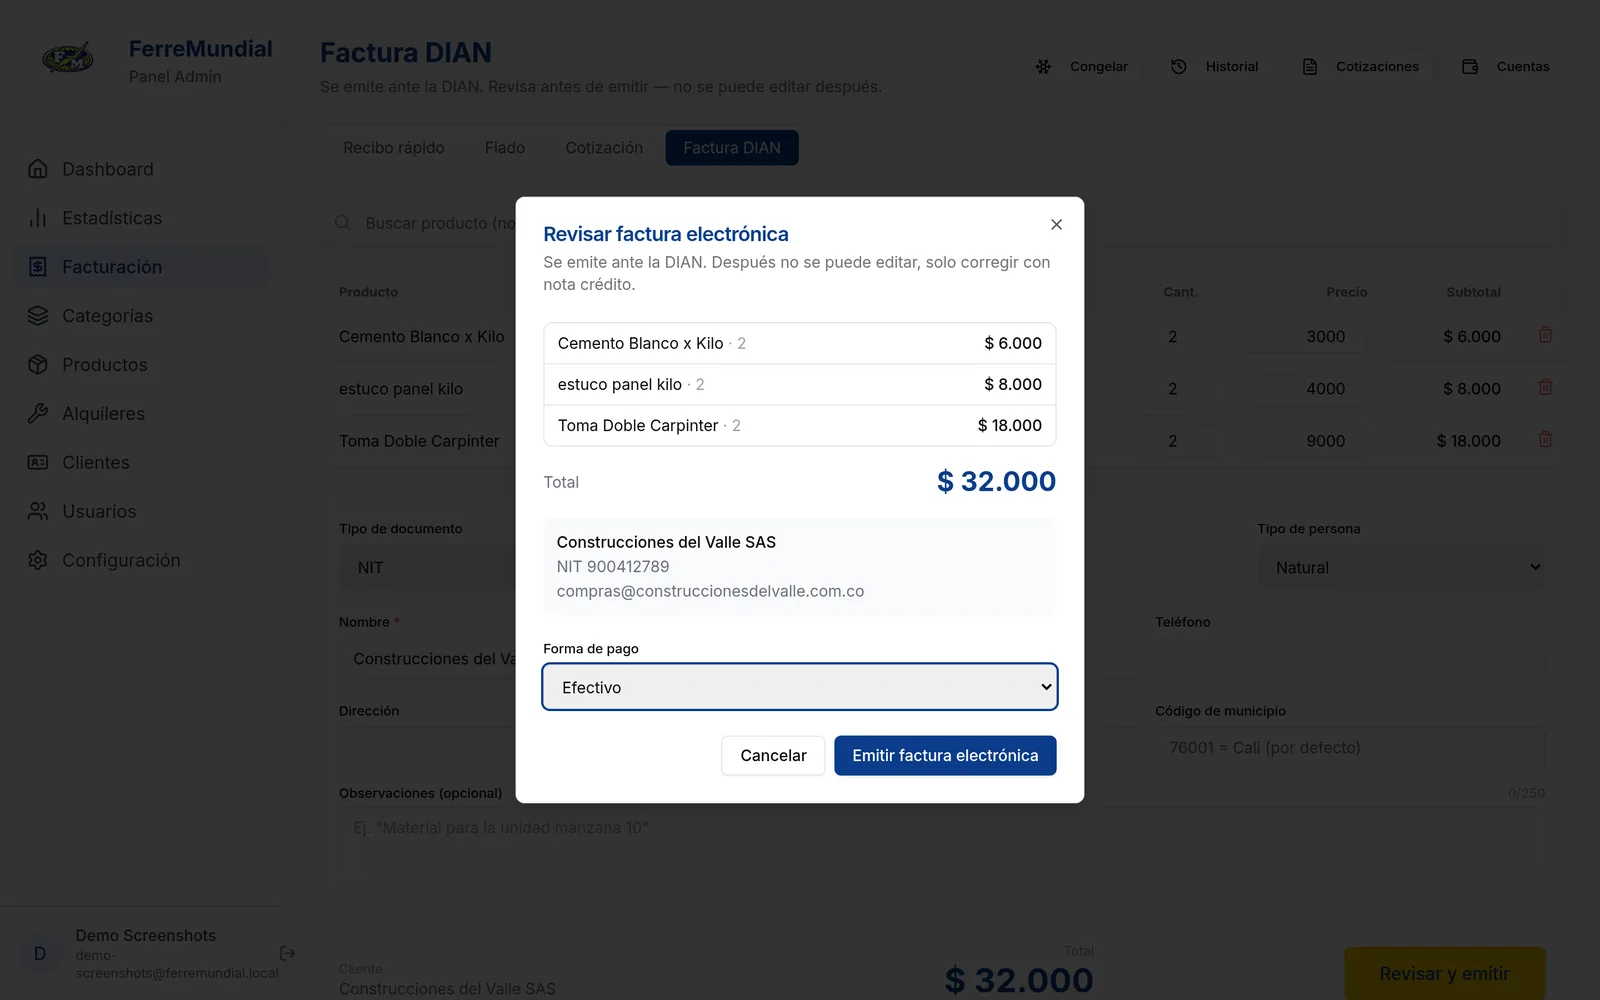 FerreMundial
Panel Admin
Factura DIAN
Se emite ante la DIAN. Revisa antes de emitir — no se puede editar después.
Congelar
Historial
Cotizaciones
Cuentas
Recibo rápido
Fiado
Cotización
Factura DIAN
Dashboard
Estadísticas
Facturación
Categorías
Productos
Alquileres
Clientes
Usuarios
Configuración
Buscar producto (no
Producto
Cant.
Precio
Subtotal
Cemento Blanco x Kilo
2
3000
$ 6.000
estuco panel kilo
2
4000
$ 8.000
Toma Doble Carpinter
2
9000
$ 18.000
Tipo de documento
NIT
Tipo de persona
Natural
Nombre *
Construcciones del Va
Teléfono
Dirección
Código de municipio
76001 = Cali (por defecto)
Observaciones (opcional)
0/250
Ej. "Material para la unidad manzana 10"
Cliente
Construcciones del Valle SAS
Total
$ 32.000
Revisar y emitir
D
Demo Screenshots
demo-
screenshots@ferremundial.local
Revisar factura electrónica
Se emite ante la DIAN. Después no se puede editar, solo corregir con
nota crédito.
Cemento Blanco x Kilo · 2
$ 6.000
estuco panel kilo · 2
$ 8.000
Toma Doble Carpinter · 2
$ 18.000
Total
$ 32.000
Construcciones del Valle SAS
NIT 900412789
compras@construccionesdelvalle.com.co
Forma de pago
Efectivo
Cancelar
Emitir factura electrónica
FM